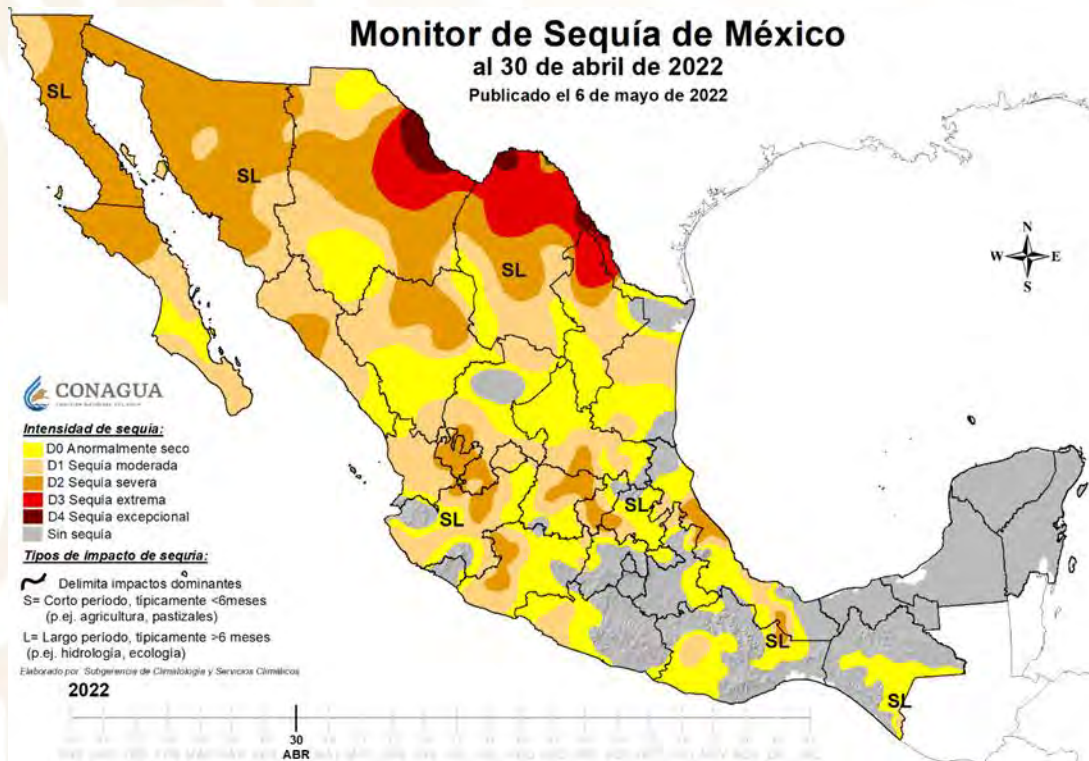 Monitor de Sequía de México
al 30 de abril de 2022
Publicado el 6 de mayo de 2022
SL
SL
SL
N
W E
S
CONAGUA
Intensidad de sequía:
D0 Anormalmente seco
D1 Sequía moderada
D2 Sequía severa
D3 Sequía extrema
D4 Sequía excepcional
Sin sequía
SL
SL
Tipos de Impacto de sequía:
Delimita impactos dominantes
S= Corto período, típicamente <6meses
(p.ej. agricultura, pastizales)
L= Largo período, típicamente >6 meses
(p.ej. hidrología, ecología)
SL
SL
Elaborado por: Subgerencia de Climatología y Servicios Climáticos
2022
30
ABR